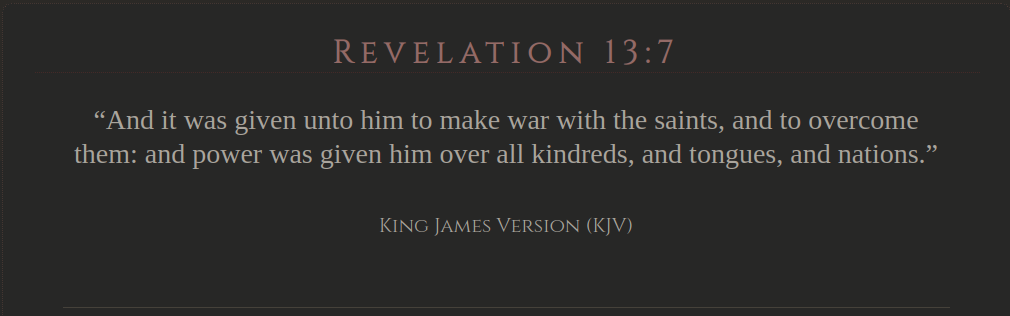 Revelation 13:7
“And it was given unto him to make war with the saints, and to overcome
them: and power was given him over all kindreds, and tongues, and nations.”
King James Version (KJV)